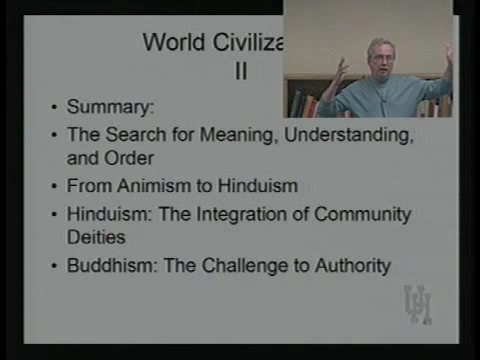 World Civiliza
II
• Summary:
• The Search for Meaning, Understanding,
and Order
• From Animism to Hinduism
• Hinduism: The Integration of Community
Deities
• Buddhism: The Challenge to Authority
UH